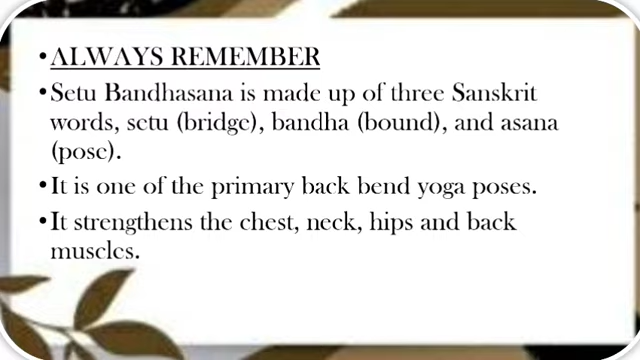 • ALWAYS REMEMBER
• Setu Bandhasana is made up of three Sanskrit
words, setu (bridge), bandha (bound), and asana
(pose).
• It is one of the primary back bend yoga poses.
• It strengthens the chest, neck, hips and back
muscles.